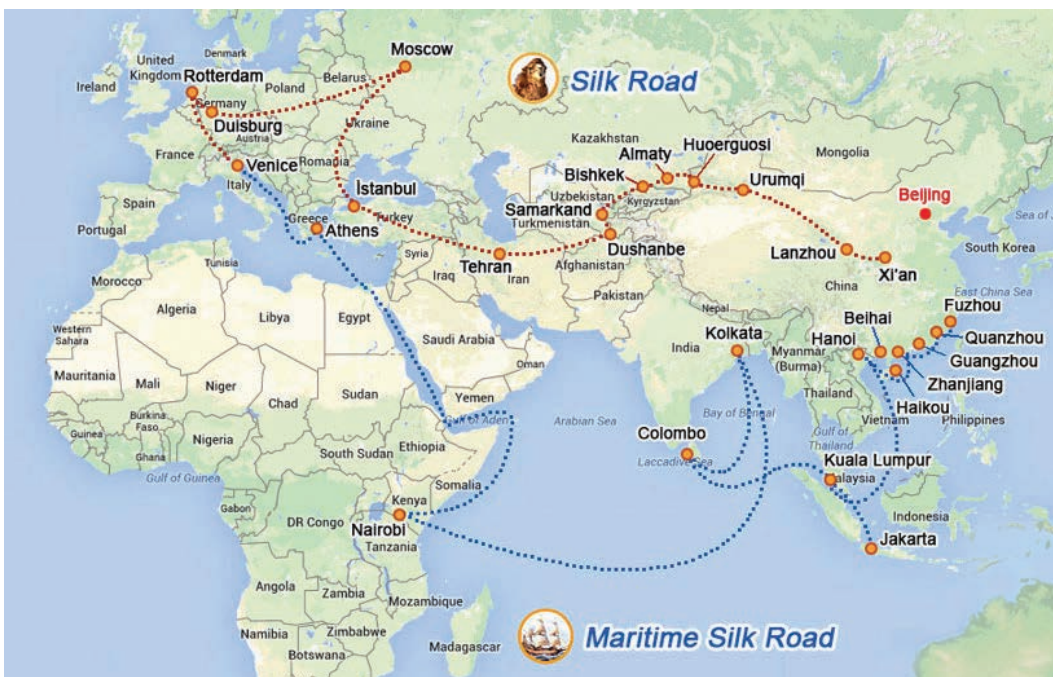 United
Kingdom
Ireland
Denmark
Moscow
Rotterdam
Germany
Poland
Belarus
Duisburg
Ukraine
Austria
France
Romania
Venice
Italy
Spain
Portugal
İstanbul
Greece
Turkey
Athens
Silk Road
Kazakhstan
Mongolia
Huoerguosi
Almaty
Bishkek
Urumqi
Uzbekistan
Kyrgyzstan
Samarkand
Turkmenistan
Beijing
Sea of
South Korea
Dushanbe
Lanzhou
Xi'an
China
Tehran
Iran
Afghanistan
Pakistan
Syria
Iraq
Tunisia
Morocco
Algeria
Libya
Egypt
Western
Sahara
Saudi Arabia
Oman
Yemen
Gulf of Aden
Mauritania
Mali
Niger
Chad
Sudan
Burkina
Faso
Guinea
Ghana
Nigeria
Gulf of Guinea
South Sudan
Ethiopia
Somalia
Kenya
Gabon
DR Congo
Nairobi
Tanzania
Angola
Zambia
Mozambique
Namibia
Zimbabwe
Botswana
Madagascar
Nepal
India
Kolkata
Myanmar
(Burma)
Arabian Sea
Bay of Bengal
Colombo
Laccadive Sea
East China Sea
Fuzhou
Quanzhou
Guangzhou
Zhanjiang
Haikou
Beihai
Hanoi
Thailand
Vietnam
Philippines
Gulf of
Thailand
Kuala Lumpur
Malaysia
Indonesia
Jakarta
Maritime Silk Road